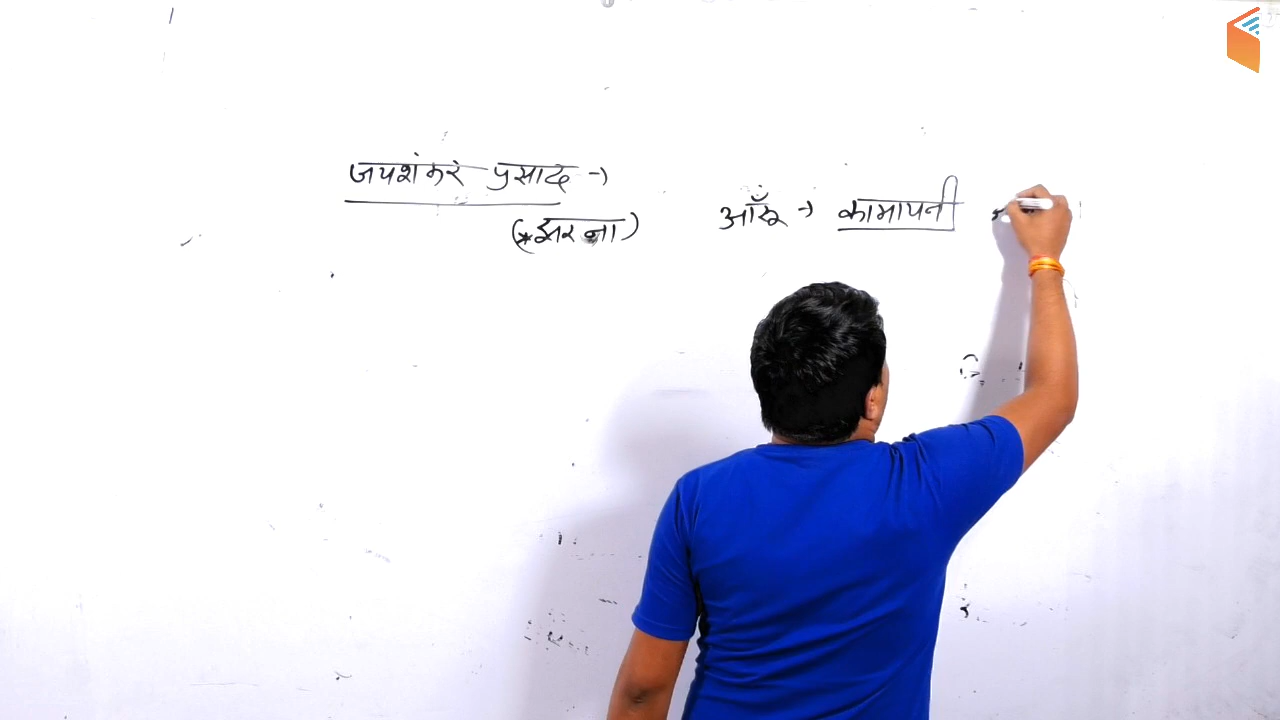 जयशंकर प्रसाद →
(*झरना)
आँसू → कामायनी